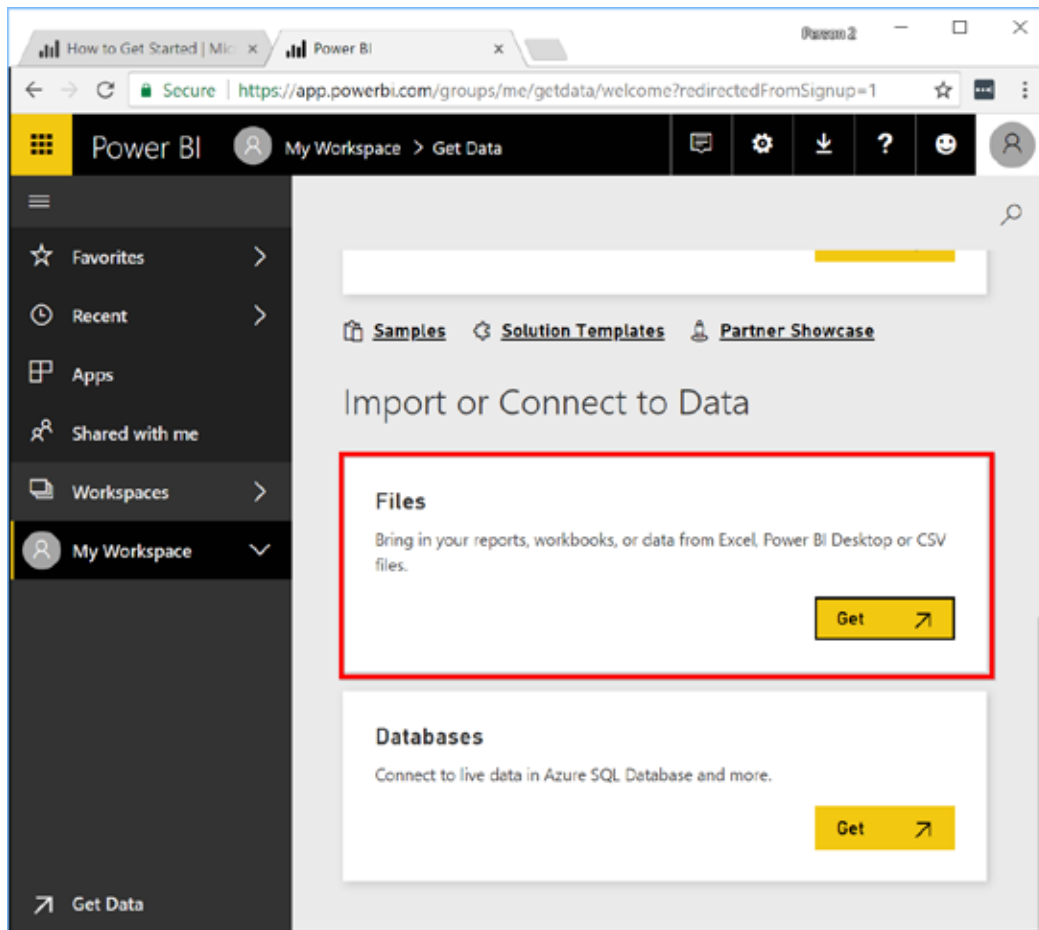 How to Get Started | Mic
Power BI
Person 2
Secure
https://app.powerbi.com/groups/me/getdata/welcome?redirectedFromSignup=1
Power BI
My Workspace > Get Data
?
Favorites
Recent
Apps
Shared with me
Workspaces
My Workspace
Get Data
Samples
Solution Templates
Partner Showcase
Import or Connect to Data
Files
Bring in your reports, workbooks, or data from Excel, Power BI Desktop or CSV
files.
Get
Databases
Connect to live data in Azure SQL Database and more.
Get